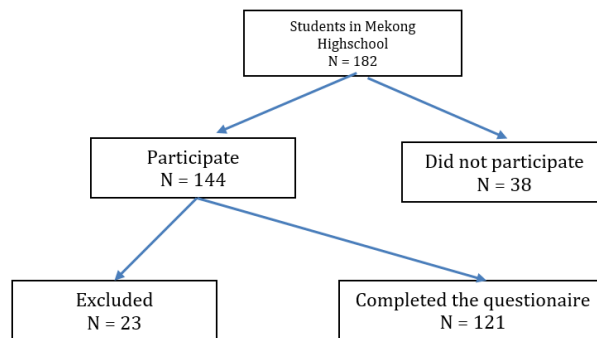 Students in Mekong
Highschool
N = 182
Participate
N = 144
Did not participate
N = 38
Excluded
N = 23
Completed the questionaire
N = 121